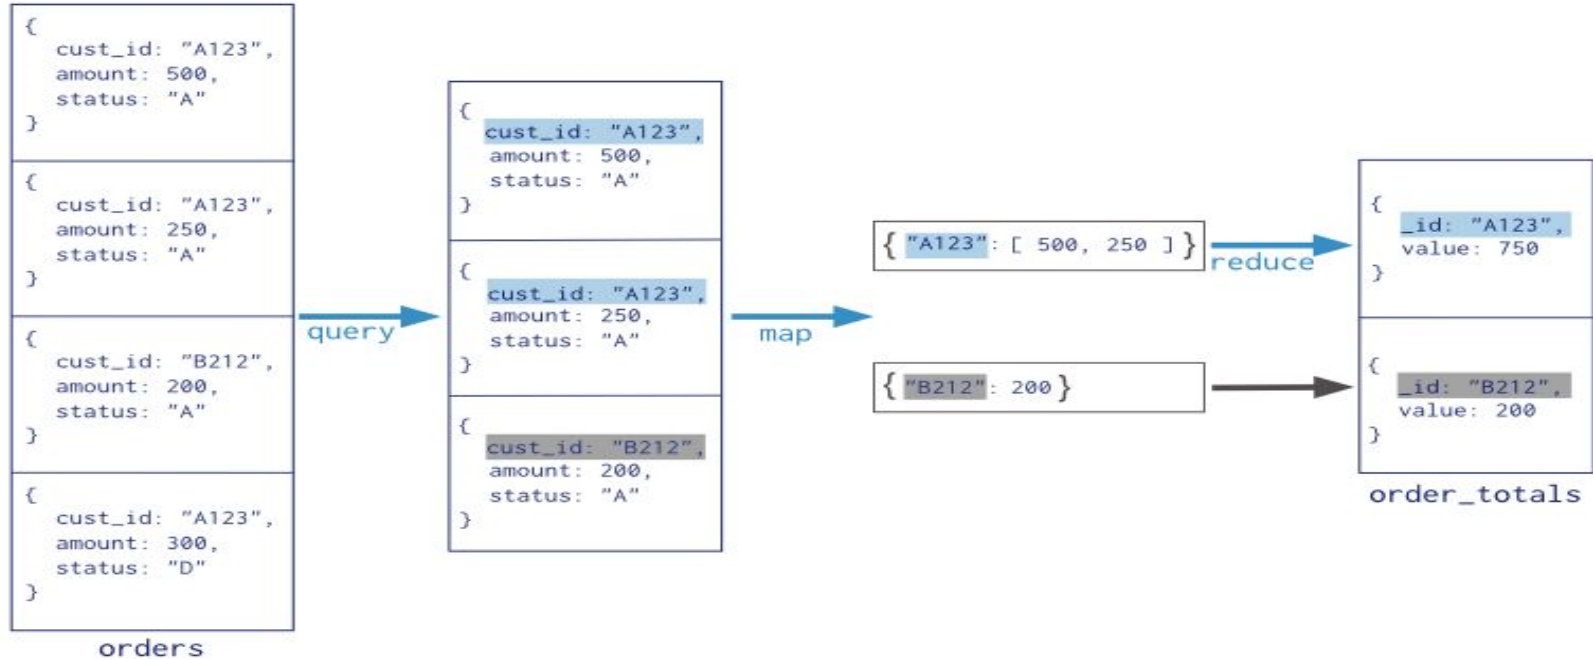 {
cust_id: "A123",
amount: 500,
status: "A"
}
{
cust_id: "A123",
amount: 250,
status: "A"
}
{
cust_id: "B212",
amount: 200,
status: "A"
}
{
cust_id: "A123",
amount: 300,
status: "D"
}
orders
query
{
cust_id: "A123",
amount: 500,
status: "A"
}
{
cust_id: "A123",
amount: 250,
status: "A"
}
{
cust_id: "B212",
amount: 200,
status: "A"
}
map
{ "A123": [ 500, 250 ] }
{ "B212": 200 }
reduce
{
_id: "A123",
value: 750
}
{
_id: "B212",
value: 200
}
order_totals